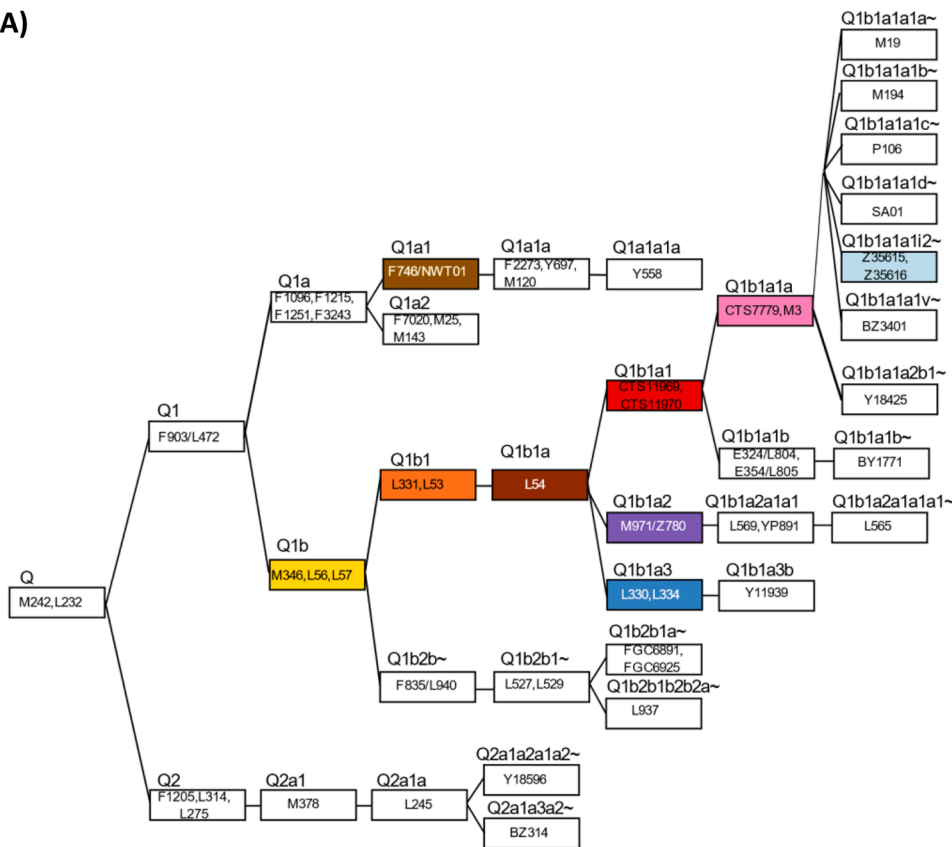 A)
Q1b1a1a1a~
M19
Q1b1a1a1b~
M194
Q1b1a1a1c~
P106
Q1b1a1a1d~
SA01
Q1b1a1a1i2~
Z35615,
Z35616
Q1b1a1a1v~
BZ3401
Q1b1a1a2b1~
Y18425
Q1b1a1a
CTS7779,M3
Q1a1
F746/NWT01
Q1a1a
F2273,Y697,
M120
Q1a1a1a
Y558
Q1a
F1096,F1215,
F1251,F3243
Q1a2
F7020,M25,
M143
Q1b1a1
CTS11969,
CTS11970
Q1
F903/L472
Q1b1a1b
E324/L804,
E354/L805
Q1b1a1b~
BY1771
Q1b1
L331,L53
Q1b1a
L54
Q1b1a2
M971/Z780
Q1b1a2a1a1
L569,YP891
Q1b1a2a1a1a1~
L565
Q1b
M346,L56,L57
Q
M242,L232
Q1b1a3
L330,L334
Q1b1a3b
Y11939
Q1b2b~
F835/L940
Q1b2b1~
L527,L529
Q1b2b1a~
FGC6891,
FGC6925
Q1b2b1b2b2a~
L937
Q2
F1205,L314,
L275
Q2a1
M378
Q2a1a
L245
Q2a1a2a1a2~
Y18596
Q2a1a3a2~
BZ314